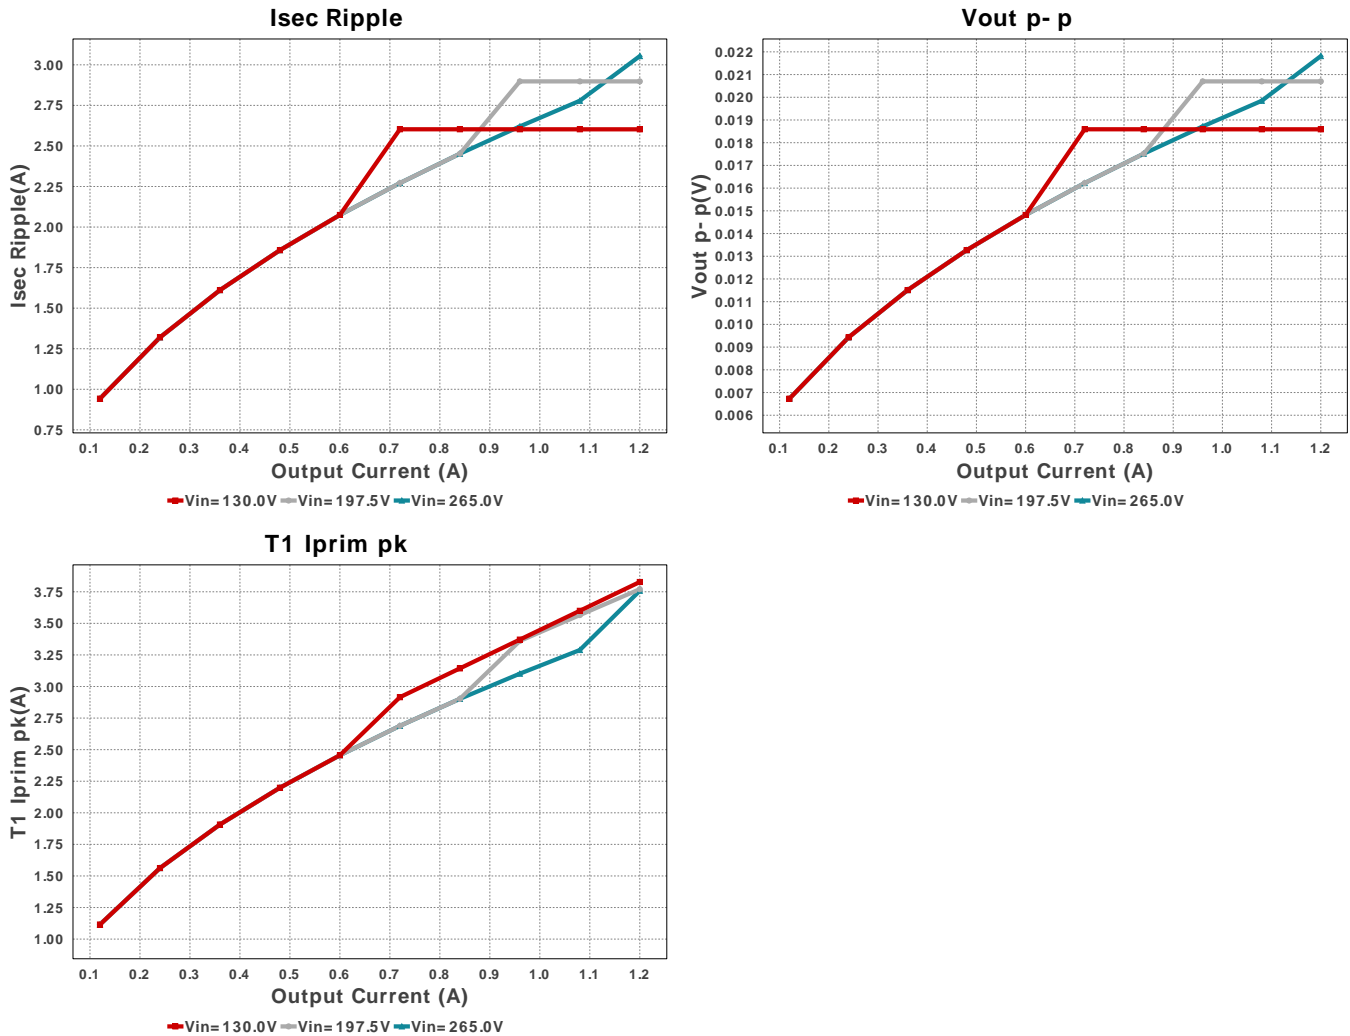 Isec Ripple
Isec Ripple(A)
3.00
2.75
2.50
2.25
2.00
1.75
1.50
1.25
1.00
0.75
0.1 0.2 0.3 0.4 0.5 0.6 0.7 0.8 0.9 1.0 1.1 1.2
Output Current (A)
Vin=130.0V Vin=197.5V Vin=265.0V
Vout p- p
Vout p- p(V)
0.022
0.021
0.020
0.019
0.018
0.017
0.016
0.015
0.014
0.013
0.012
0.011
0.010
0.009
0.008
0.007
0.006
0.1 0.2 0.3 0.4 0.5 0.6 0.7 0.8 0.9 1.0 1.1 1.2
Output Current (A)
Vin=130.0V Vin=197.5V Vin=265.0V
T1 Iprim pk
T1 Iprim pk(A)
3.75
3.50
3.25
3.00
2.75
2.50
2.25
2.00
1.75
1.50
1.25
1.00
0.1 0.2 0.3 0.4 0.5 0.6 0.7 0.8 0.9 1.0 1.1 1.2
Output Current (A)
Vin=130.0V Vin=197.5V Vin=265.0V